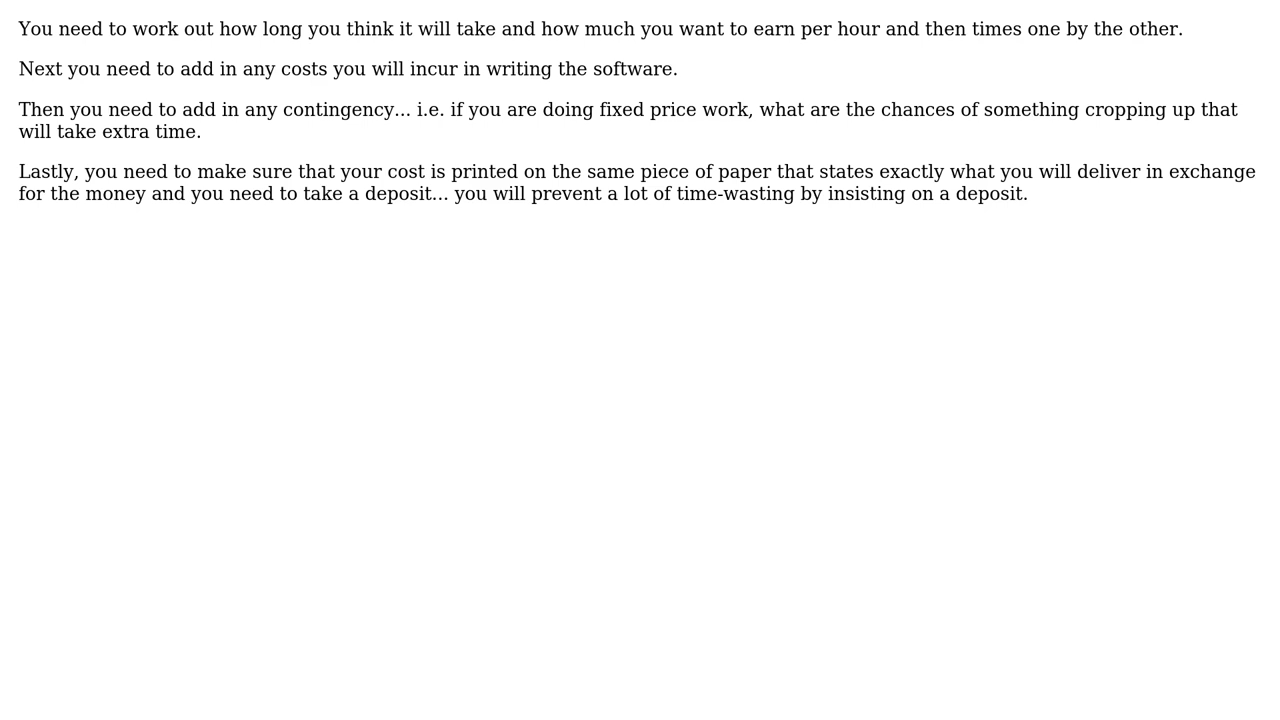 You need to work out how long you think it will take and how much you want to earn per hour and then times one by the other.
Next you need to add in any costs you will incur in writing the software.
Then you need to add in any contingency... i.e. if you are doing fixed price work, what are the chances of something cropping up that
will take extra time.
Lastly, you need to make sure that your cost is printed on the same piece of paper that states exactly what you will deliver in exchange
for the money and you need to take a deposit... you will prevent a lot of time-wasting by insisting on a deposit.